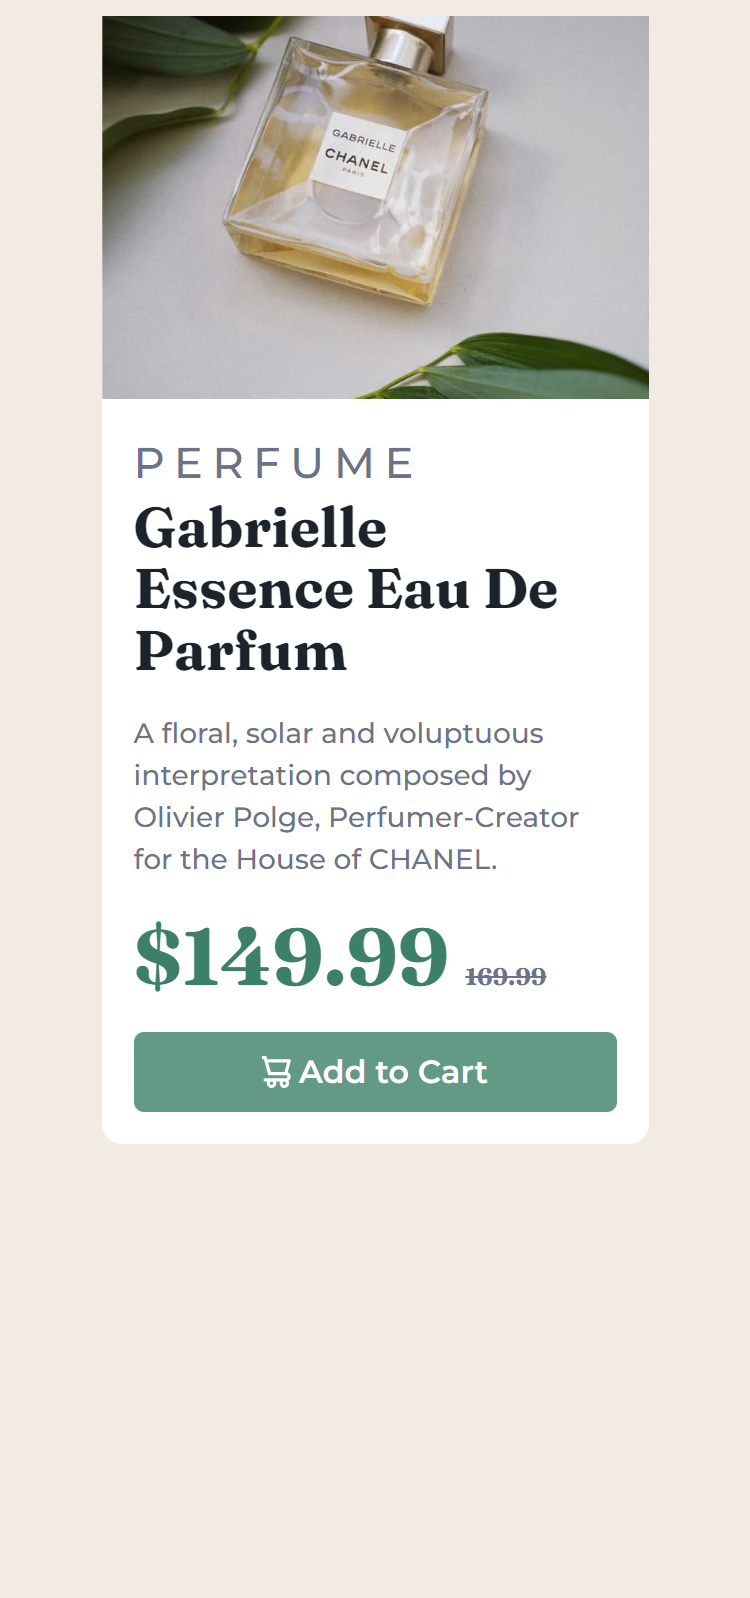 GABRIELLE
CHANEL
PARIS
PERFUME
Gabrielle
Essence Eau De
Parfum
A floral, solar and voluptuous
interpretation composed by
Olivier Polge, Perfumer-Creator
for the House of CHANEL.
$149.99 169.99
Add to Cart